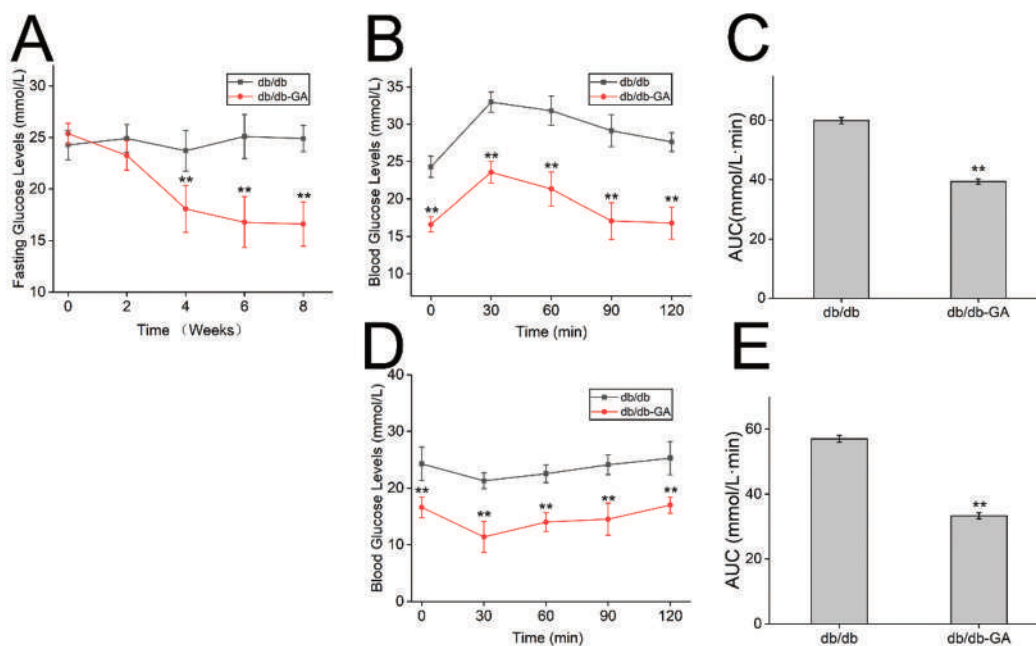 A
Fasting Glucose Levels (mmol/L)
30
25
20
15
10
db/db
db/db-GA
**
**
**
0
2
4
6
8
Time （Weeks）
B
Blood Glucose Levels (mmol/L)
35
30
25
20
15
10
db/db
db/db-GA
**
**
**
**
**
0
30
60
90
120
Time (min)
C
AUC(mmol/L·min)
60
40
20
0
**
db/db
db/db-GA
D
Blood Glucose Levels (mmol/L)
40
30
20
10
0
db/db
db/db-GA
**
**
**
**
**
0
30
60
90
120
Time (min)
E
AUC (mmol/L·min)
60
40
20
0
**
db/db
db/db-GA